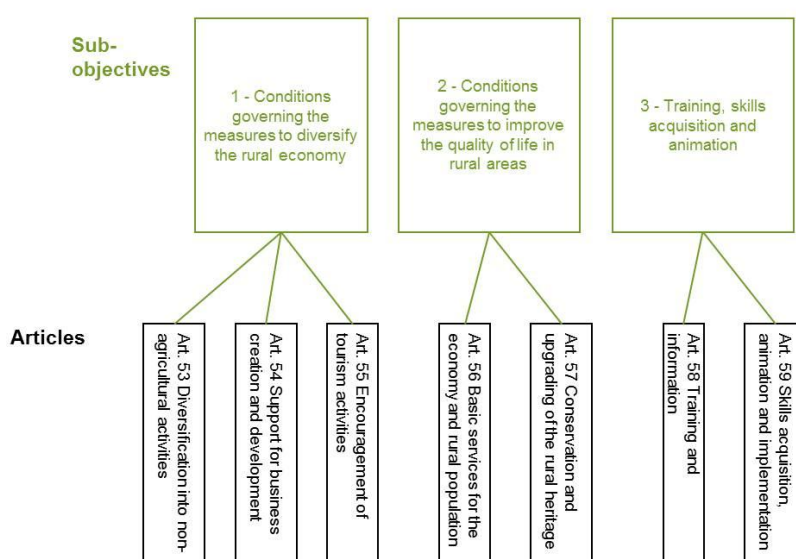 Sub-
objectives
1 - Conditions
governing the
measures to diversify
the rural economy
2 - Conditions
governing the
measures to improve
the quality of life in
rural areas
3 - Training, skills
acquisition and
animation
Articles
Art. 53 Diversification into non-
agricultural activities
Art. 54 Support for business
creation and development
Art. 55 Encouragement of
tourism activities
Art. 56 Basic services for the
economy and rural population
Art. 57 Conservation and
upgrading of the rural heritage
Art. 58 Training and
information
Art. 59 Skills acquisition,
animation and implementation